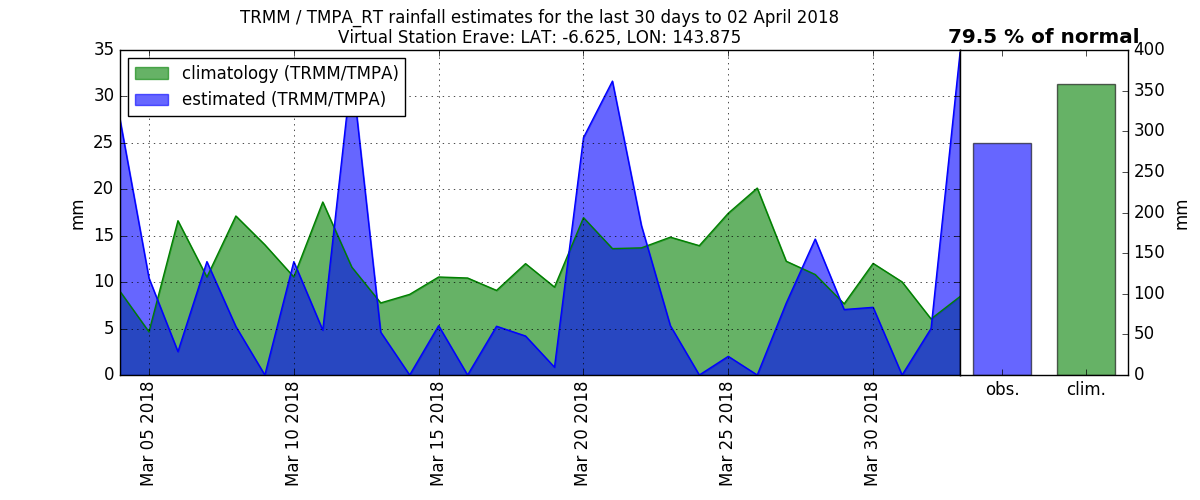 TRMM / TMPA_RT rainfall estimates for the last 30 days to 02 April 2018
Virtual Station Erave: LAT: -6.625, LON: 143.875
79.5 % of normal
climatology (TRMM/TMPA)
estimated (TRMM/TMPA)
35
30
25
20
15
10
5
0
mm
Mar 05 2018
Mar 10 2018
Mar 15 2018
Mar 20 2018
Mar 25 2018
Mar 30 2018
obs.
clim.
400
350
300
250
200
150
100
50
0
mm